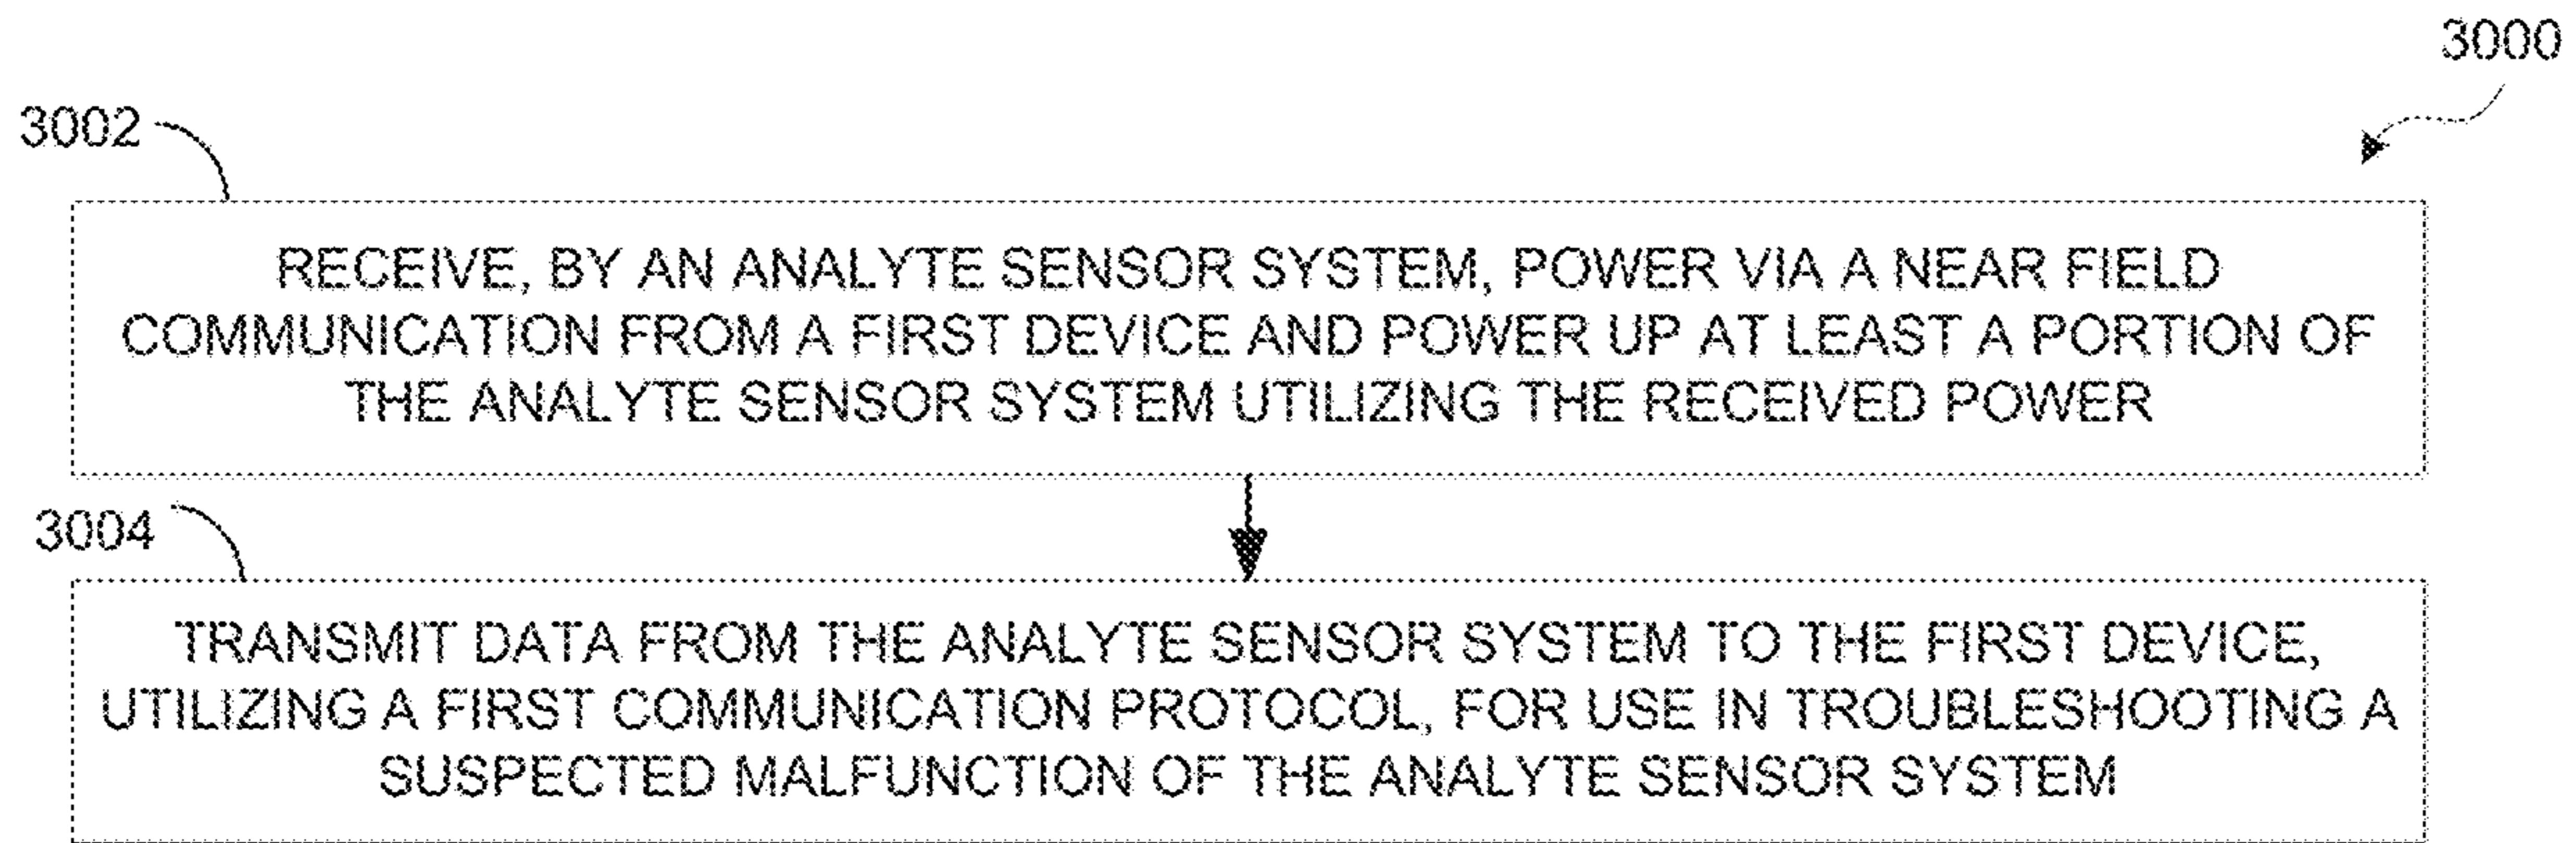 3000
3002
RECEIVE, BY AN ANALYTE SENSOR SYSTEM, POWER VIA A NEAR FIELD
COMMUNICATION FROM A FIRST DEVICE AND POWER UP AT LEAST A PORTION OF
THE ANALYTE SENSOR SYSTEM UTILIZING THE RECEIVED POWER
3004
TRANSMIT DATA FROM THE ANALYTE SENSOR SYSTEM TO THE FIRST DEVICE,
UTILIZING A FIRST COMMUNICATION PROTOCOL, FOR USE IN TROUBLESHOOTING A
SUSPECTED MALFUNCTION OF THE ANALYTE SENSOR SYSTEM